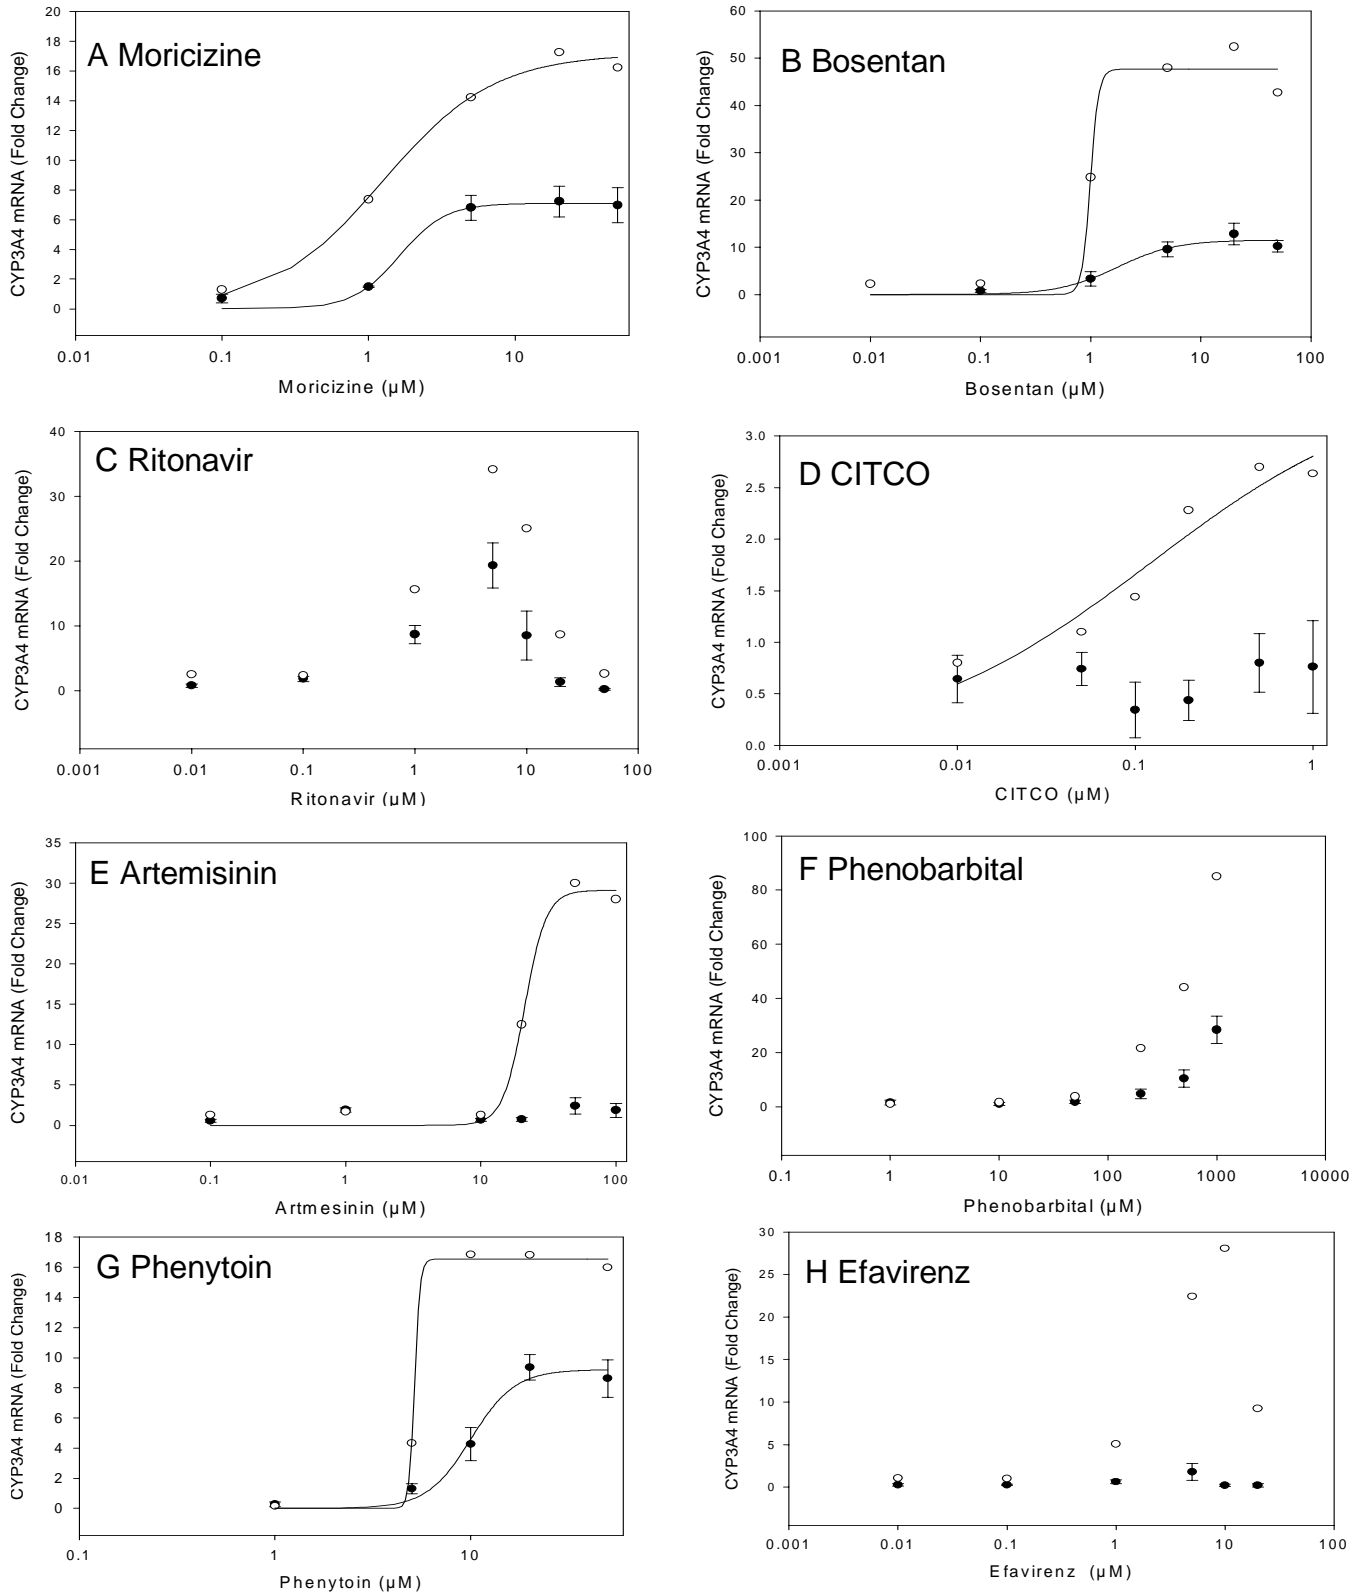 A Moricizine
CYP3A4 mRNA (Fold Change)
20
18
16
14
12
10
8
6
4
2
0
0.01 0.1 1 10
Moricizine (µM)
B Bosentan
CYP3A4 mRNA (Fold Change)
60
50
40
30
20
10
0
0.001 0.01 0.1 1 10 100
Bosentan (µM)
C Ritonavir
CYP3A4 mRNA (Fold Change)
40
30
20
10
0
0.001 0.01 0.1 1 10 100
Ritonavir (µM)
D CITCO
CYP3A4 mRNA (Fold Change)
3.0
2.5
2.0
1.5
1.0
0.5
0.0
0.001 0.01 0.1 1
CITCO (µM)
E Artemisinin
CYP3A4 mRNA (Fold Change)
35
30
25
20
15
10
5
0
0.01 0.1 1 10 100
Artmesinin (µM)
F Phenobarbital
CYP3A4 mRNA (Fold Change)
100
80
60
40
20
0
0.1 1 10 100 1000 10000
Phenobarbital (µM)
G Phenytoin
CYP3A4 mRNA (Fold Change)
18
16
14
12
10
8
6
4
2
0
0.1 1 10
Phenytoin (µM)
H Efavirenz
CYP3A4 mRNA (Fold Change)
30
25
20
15
10
5
0
0.001 0.01 0.1 1 10 100
Efavirenz (µM)